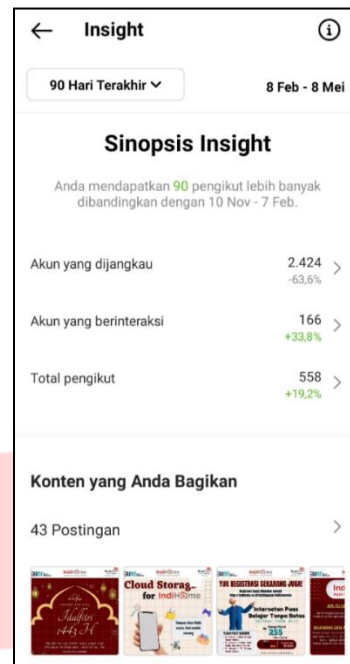 Insight
90 Hari Terakhir
8 Feb - 8 Mei
Sinopsis Insight
Anda mendapatkan 90 pengikut lebih banyak
dibandingkan dengan 10 Nov - 7 Feb.
Akun yang dijangkau
2.424
-63,6%
Akun yang berinteraksi
166
+33,8%
Total pengikut
558
+19,2%
Konten yang Anda Bagikan
43 Postingan
Idulfitri
1443 H
Cloud Storag..
for IndiHome
YUK REGISTRASI SEKARANG JUGA!
Internetan Puas
Belajar Tanpa Batas
255